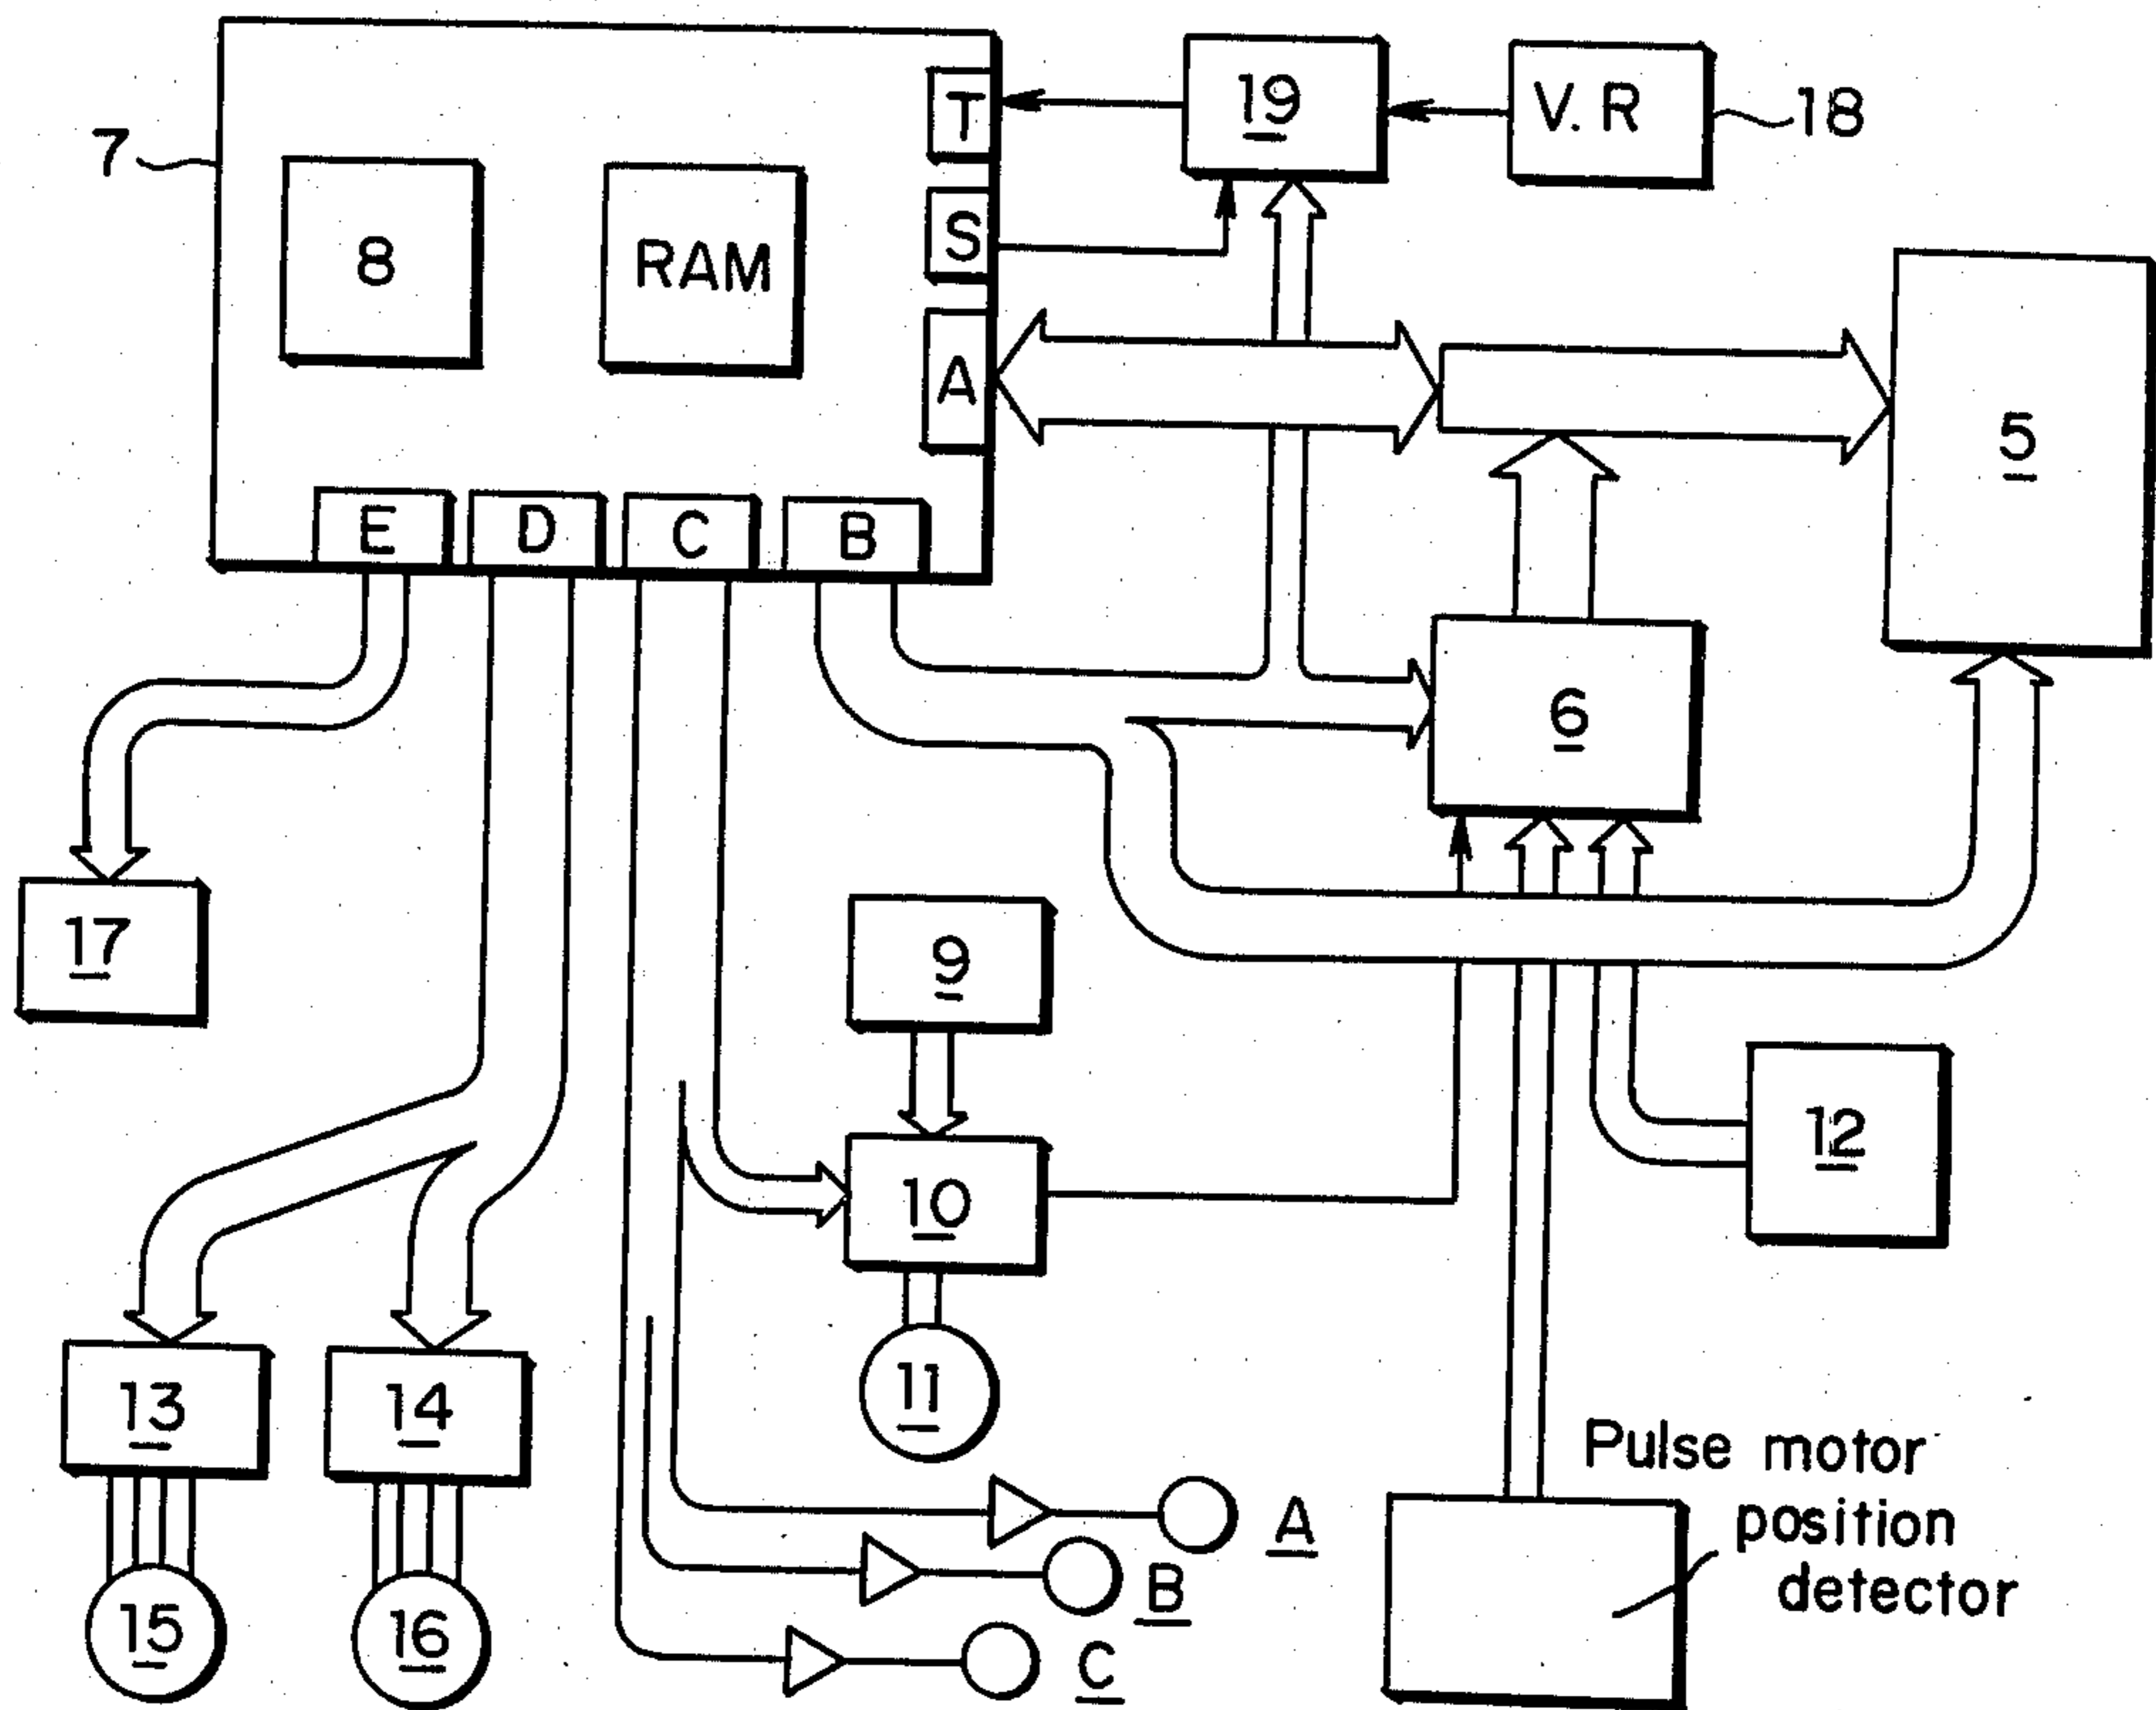 7
8
RAM
T
S
A
E
D
C
B
19
V. R
18
5
6
17
9
10
11
12
13
14
15
16
A
B
C
Pulse motor
position
detector